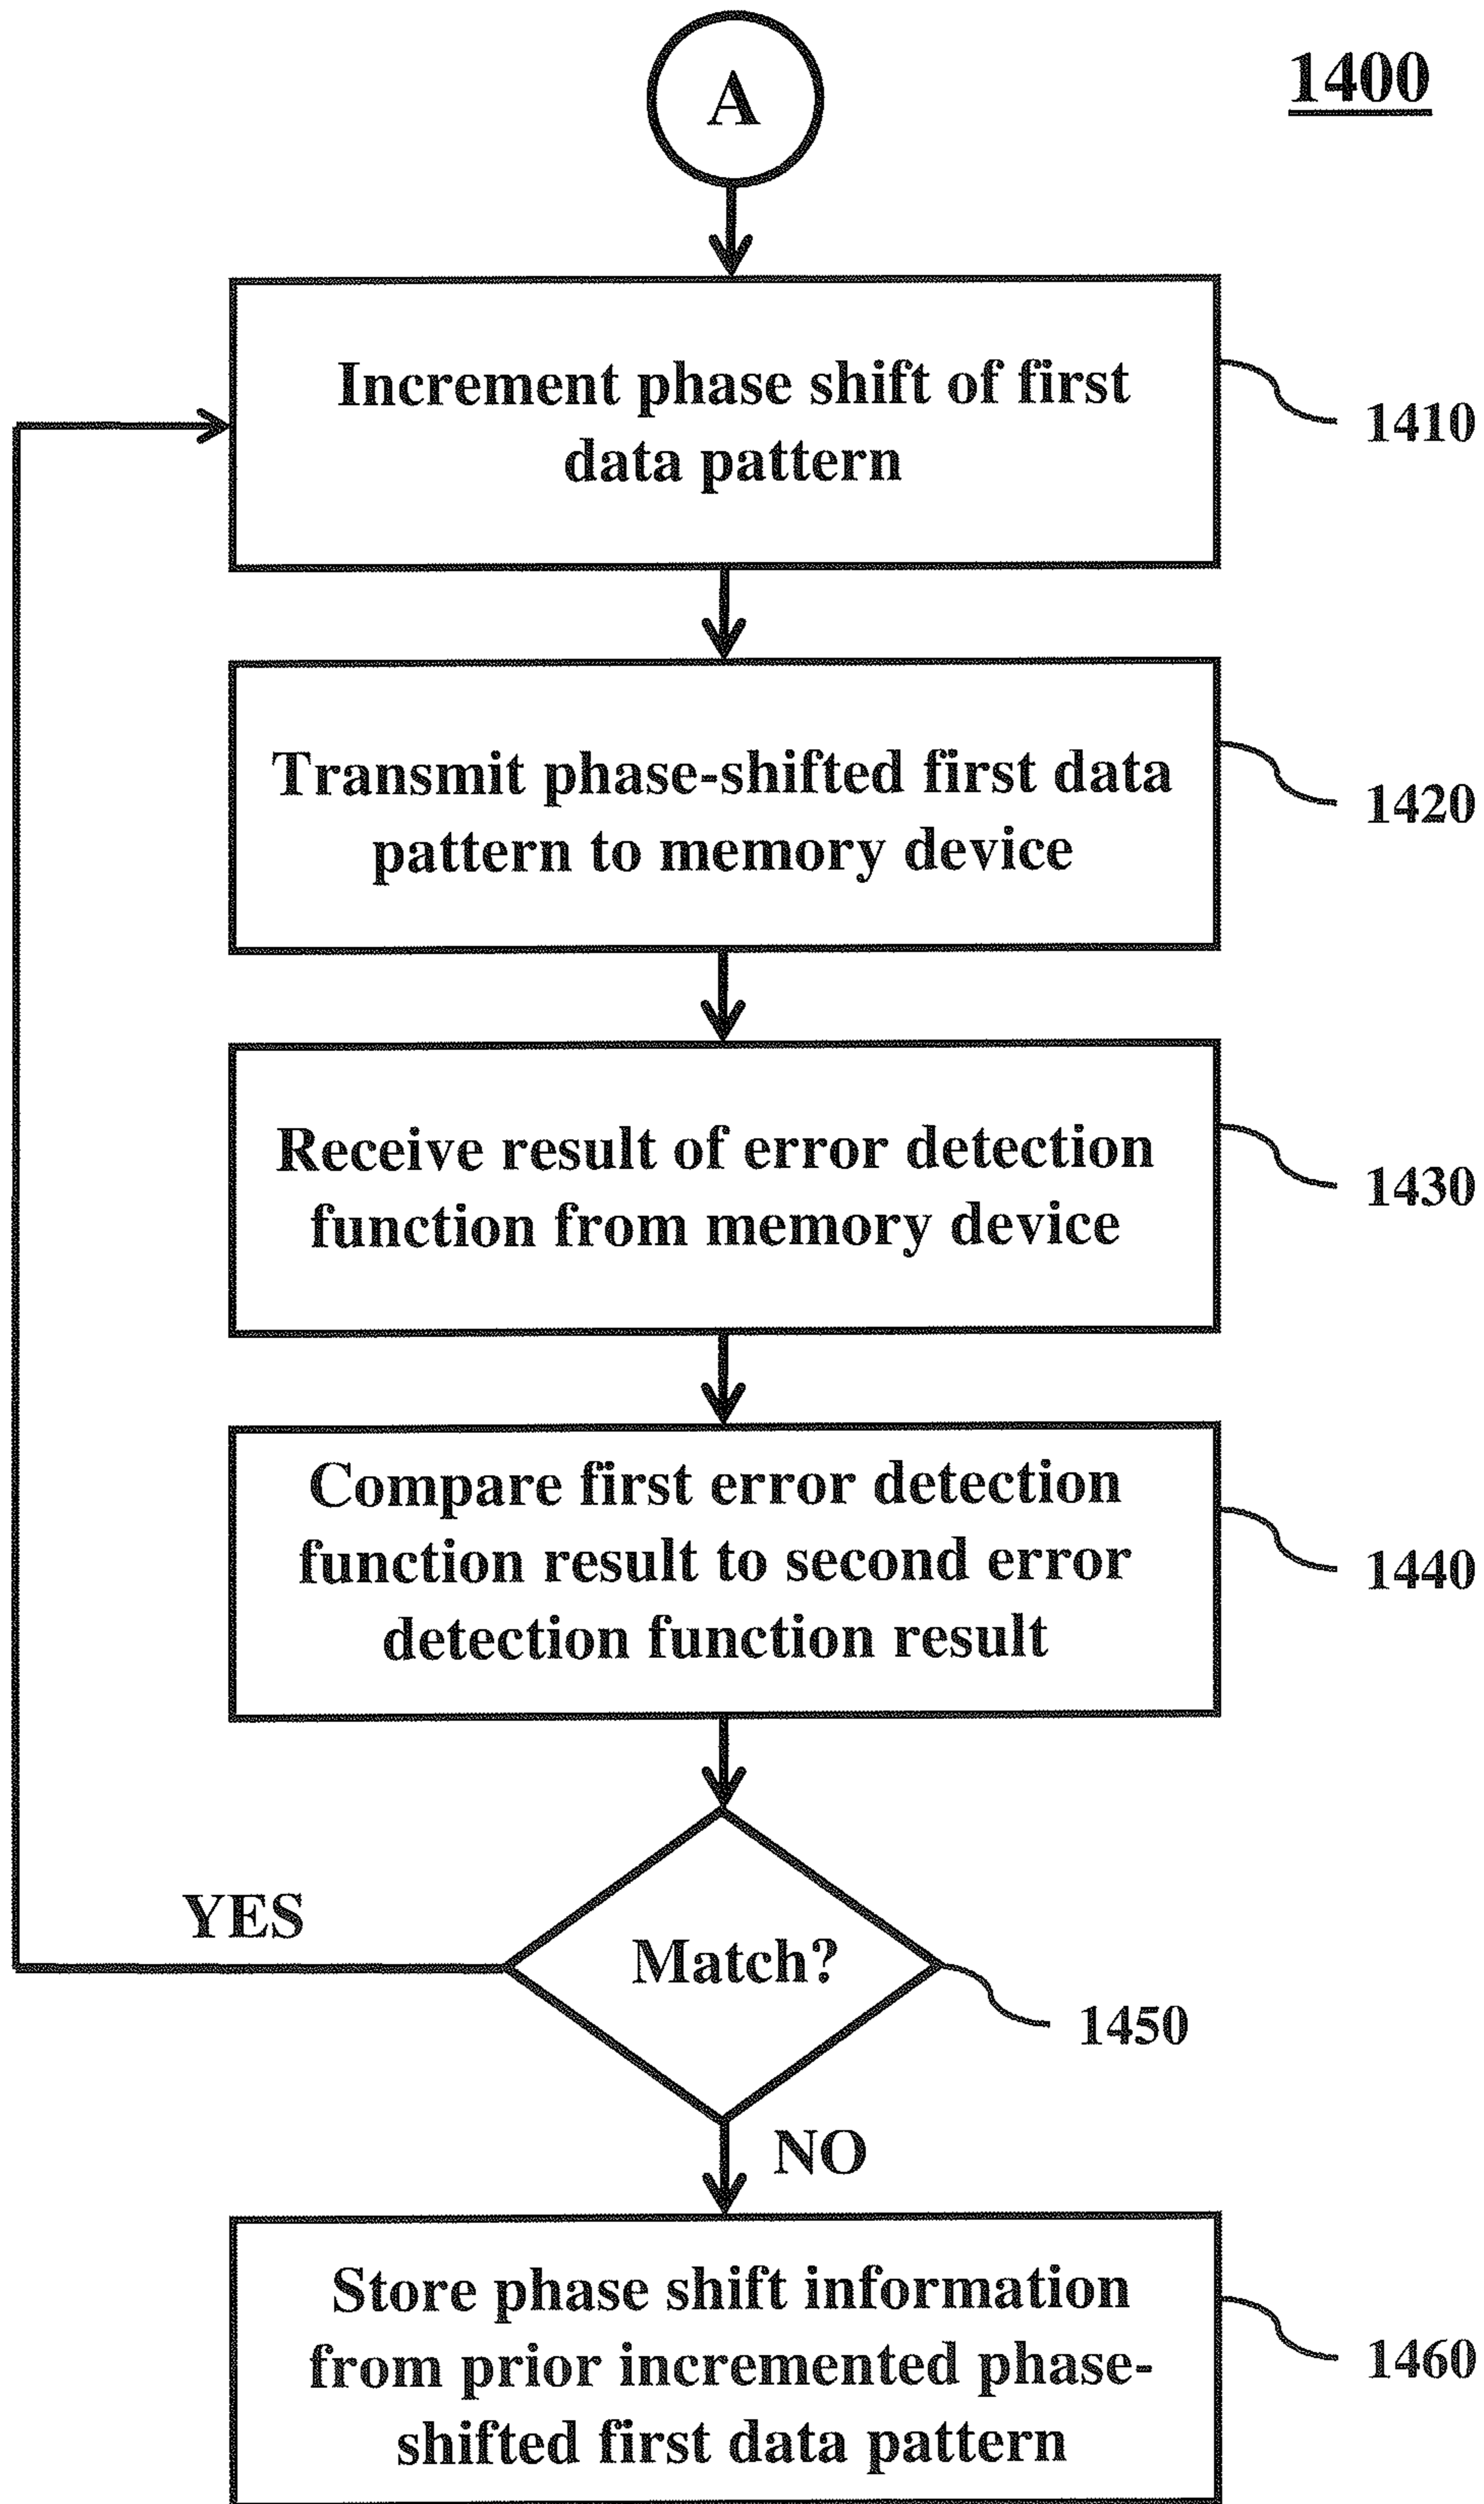 A
1400
Increment phase shift of first
data pattern
1410
Transmit phase-shifted first data
pattern to memory device
1420
Receive result of error detection
function from memory device
1430
Compare first error detection
function result to second error
detection function result
1440
YES
Match?
1450
NO
Store phase shift information
from prior incremented phase-
shifted first data pattern
1460